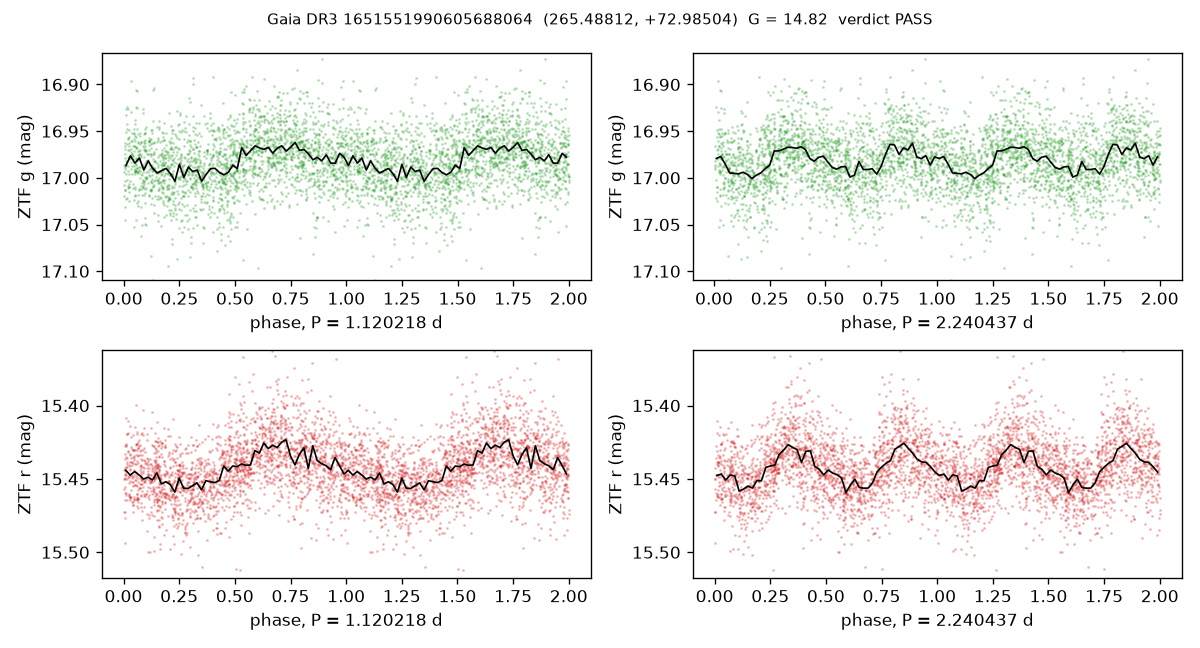 Gaia DR3 1651551990605688064  (265.48812, +72.98504)  G = 14.82  verdict PASS
ZTF g (mag)
16.90
16.95
17.00
17.05
17.10
0.00 0.25 0.50 0.75 1.00 1.25 1.50 1.75 2.00
phase, P = 1.120218 d
ZTF g (mag)
16.90
16.95
17.00
17.05
17.10
0.00 0.25 0.50 0.75 1.00 1.25 1.50 1.75 2.00
phase, P = 2.240437 d
ZTF r (mag)
15.40
15.45
15.50
0.00 0.25 0.50 0.75 1.00 1.25 1.50 1.75 2.00
phase, P = 1.120218 d
ZTF r (mag)
15.40
15.45
15.50
0.00 0.25 0.50 0.75 1.00 1.25 1.50 1.75 2.00
phase, P = 2.240437 d